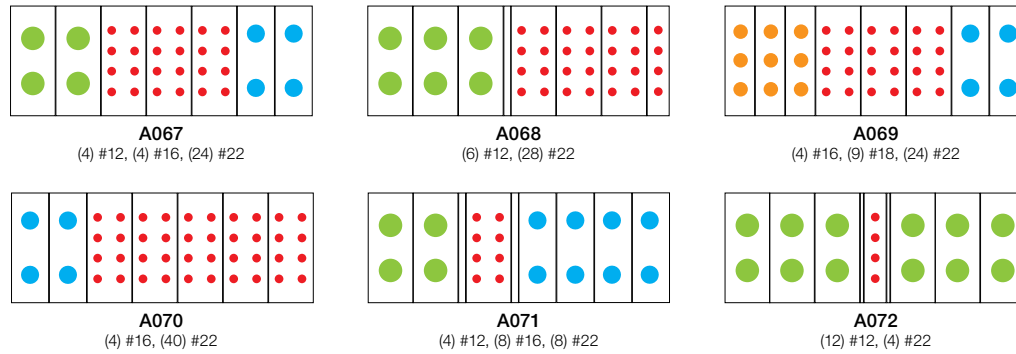 A067
(4) #12, (4) #16, (24) #22
A068
(6) #12, (28) #22
A069
(4) #16, (9) #18, (24) #22
A070
(4) #16, (40) #22
A071
(4) #12, (8) #16, (8) #22
A072
(12) #12, (4) #22